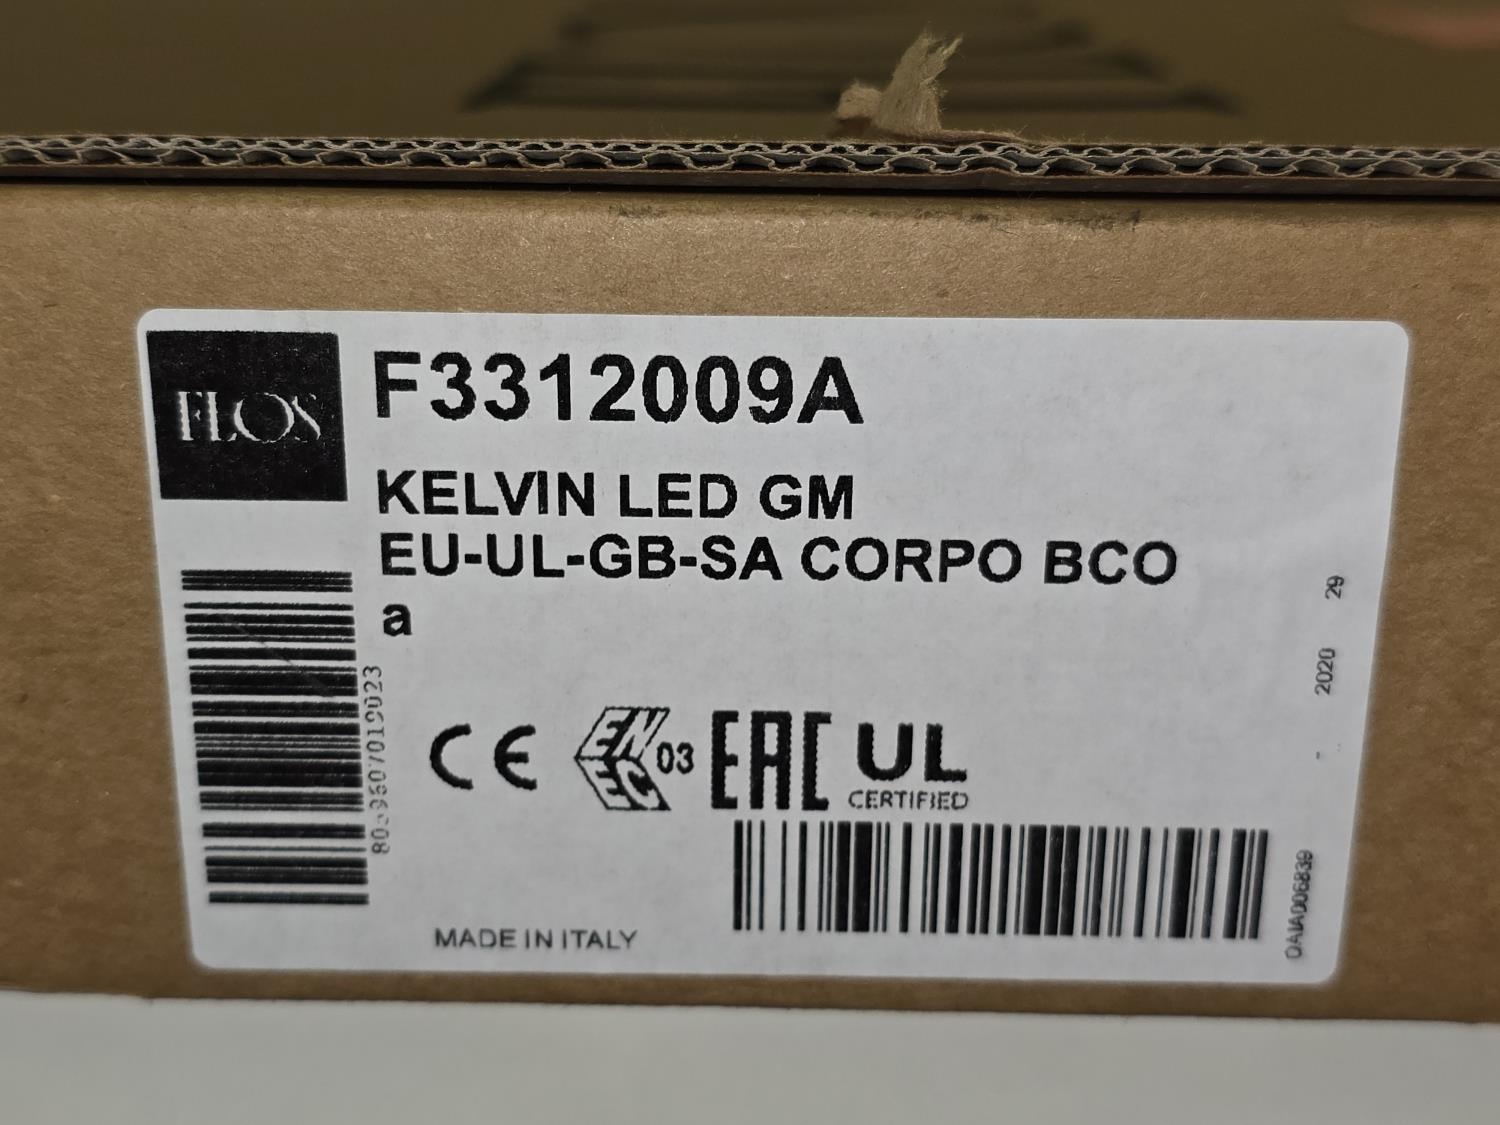 FLOS
F3312009A
KELVIN LED GM
EU-UL-GB-SA CORPO BCO
a
CE
ENEC 03
EAC
UL
CERTIFIED
MADE IN ITALY
2020 29